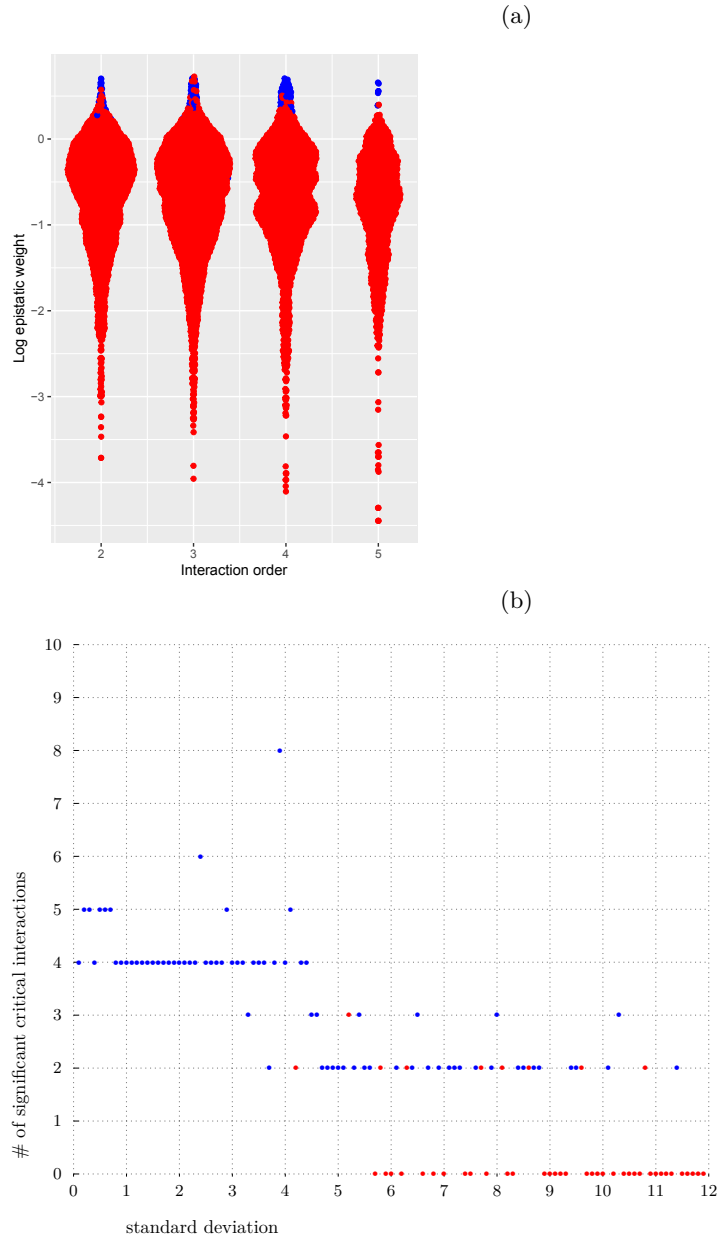 (a)
Log epistatic weight
0
−1
−2
−3
−4
2 3 4 5
Interaction order
(b)
# of significant critical interactions
10
9
8
7
6
5
4
3
2
1
0
0 1 2 3 4 5 6 7 8 9 10 11 12
standard deviation